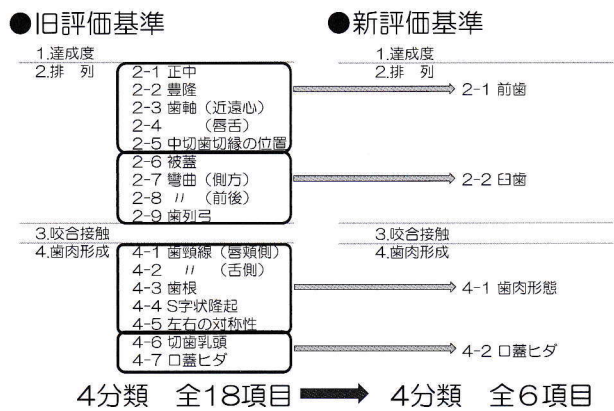 ●旧評価基準
1.達成度
2.排 列
2-1 正中
2-2 豊隆
2-3 歯軸（近遠心）
2-4 （唇舌）
2-5 中切歯切縁の位置
2-6 被蓋
2-7 彎曲（側方）
2-8 〃（前後）
2-9 歯列弓
3.咬合接触
4.歯肉形成
4-1 歯頸線（唇頬側）
4-2 〃（舌側）
4-3 歯根
4-4 S字状隆起
4-5 左右の対称性
4-6 切歯乳頭
4-7 口蓋ヒダ
●新評価基準
1.達成度
2.排 列
2-1 前歯
2-2 臼歯
3.咬合接触
4.歯肉形成
4-1 歯肉形態
4-2 口蓋ヒダ
4分類 全18項目 ➡ 4分類 全6項目